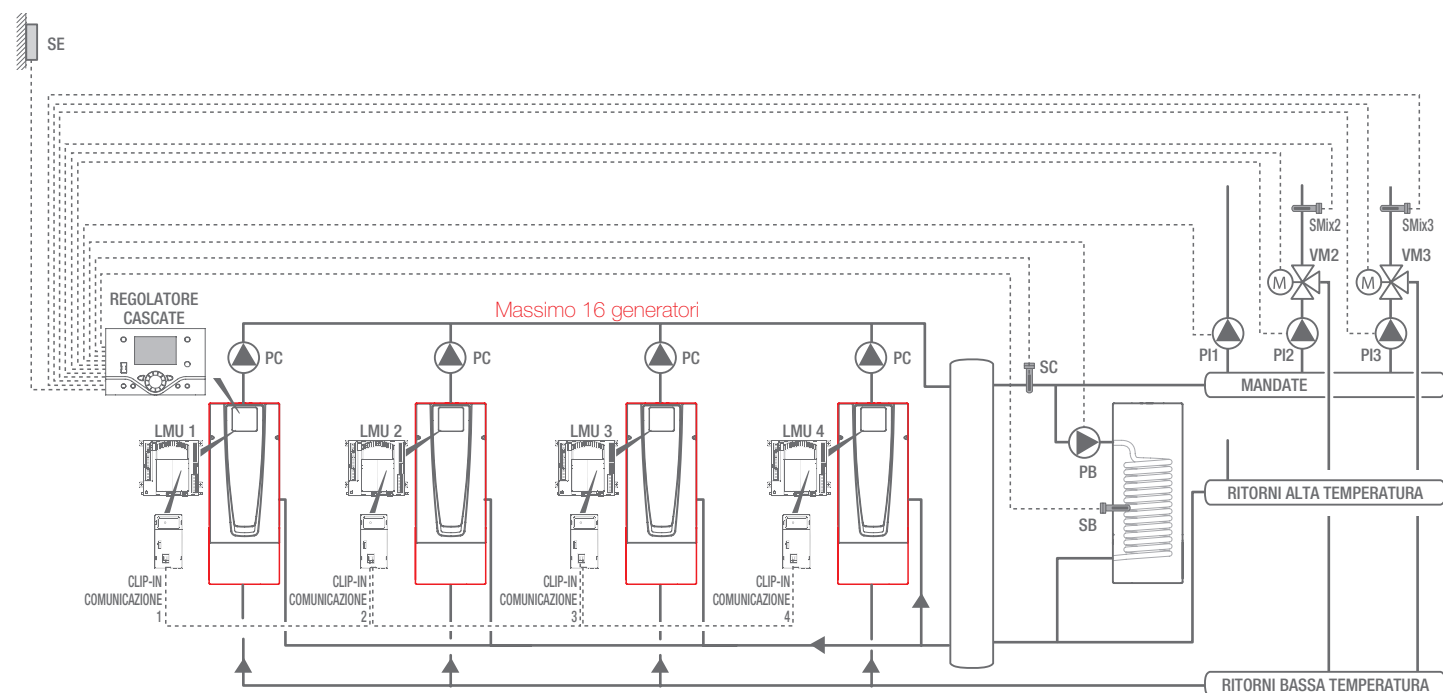 SE
SMix2
SMix3
VM2
VM3
M
M
REGOLATORE
CASCATE
Massimo 16 generatori
PC
PC
PC
PC
PI1
PI2
PI3
SC
MANDATE
LMU 1
LMU 2
LMU 3
LMU 4
PB
RITORNI ALTA TEMPERATURA
SB
CLIP-IN
COMUNICAZIONE
1
CLIP-IN
COMUNICAZIONE
2
CLIP-IN
COMUNICAZIONE
3
CLIP-IN
COMUNICAZIONE
4
RITORNI BASSA TEMPERATURA